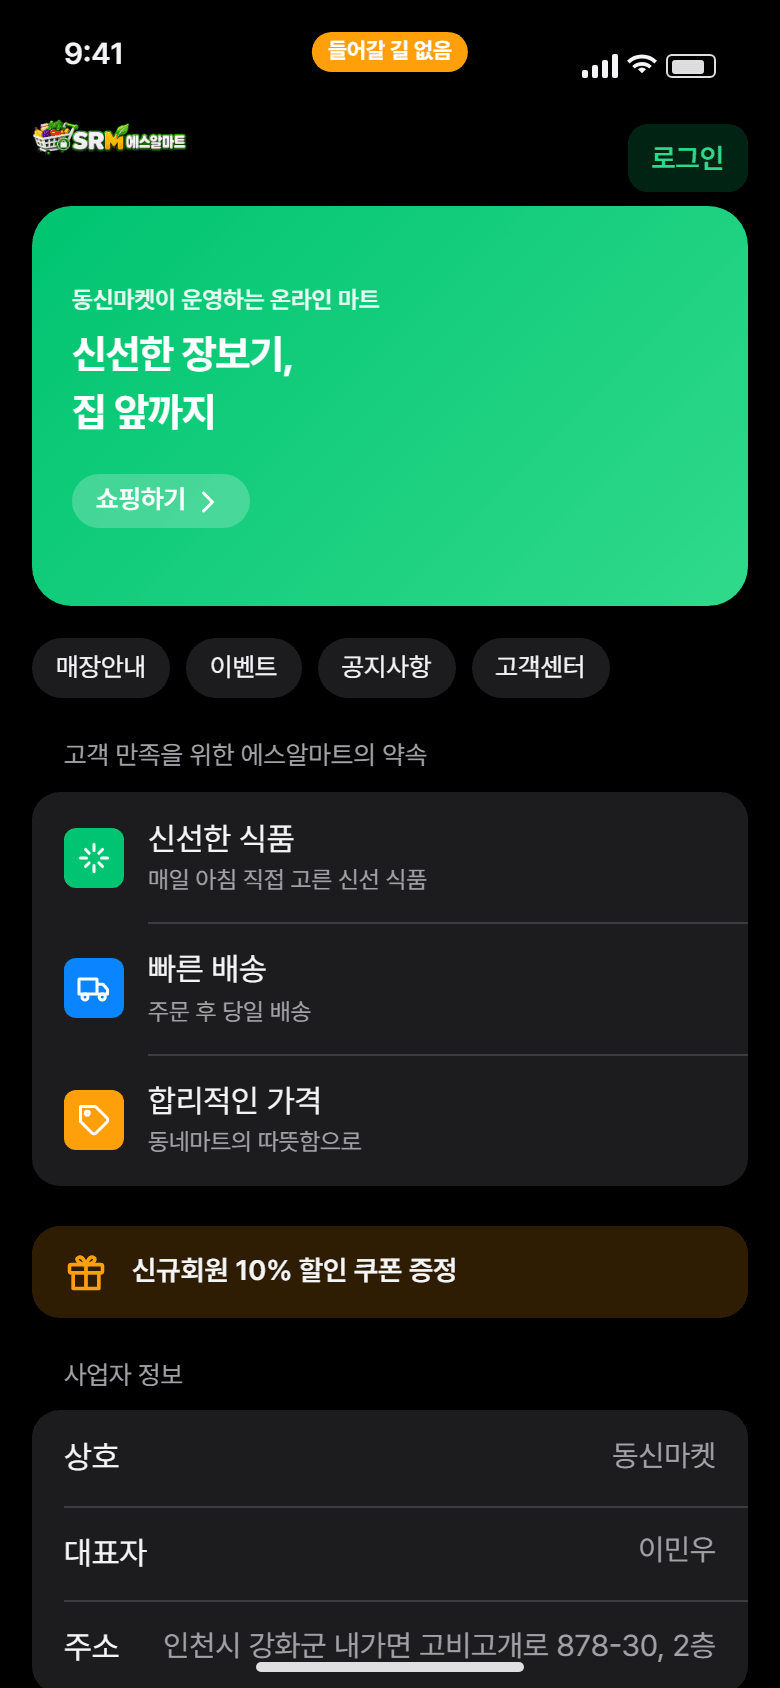 9:41
들어갈 길 없음
SRM 에스알마트
로그인
동신마켓이 운영하는 온라인 마트
신선한 장보기,
집 앞까지
쇼핑하기
매장안내
이벤트
공지사항
고객센터
고객 만족을 위한 에스알마트의 약속
신선한 식품
매일 아침 직접 고른 신선 식품
빠른 배송
주문 후 당일 배송
합리적인 가격
동네마트의 따뜻함으로
신규회원 10% 할인 쿠폰 증정
사업자 정보
상호 동신마켓
대표자 이민우
주소 인천시 강화군 내가면 고비고개로 878-30, 2층